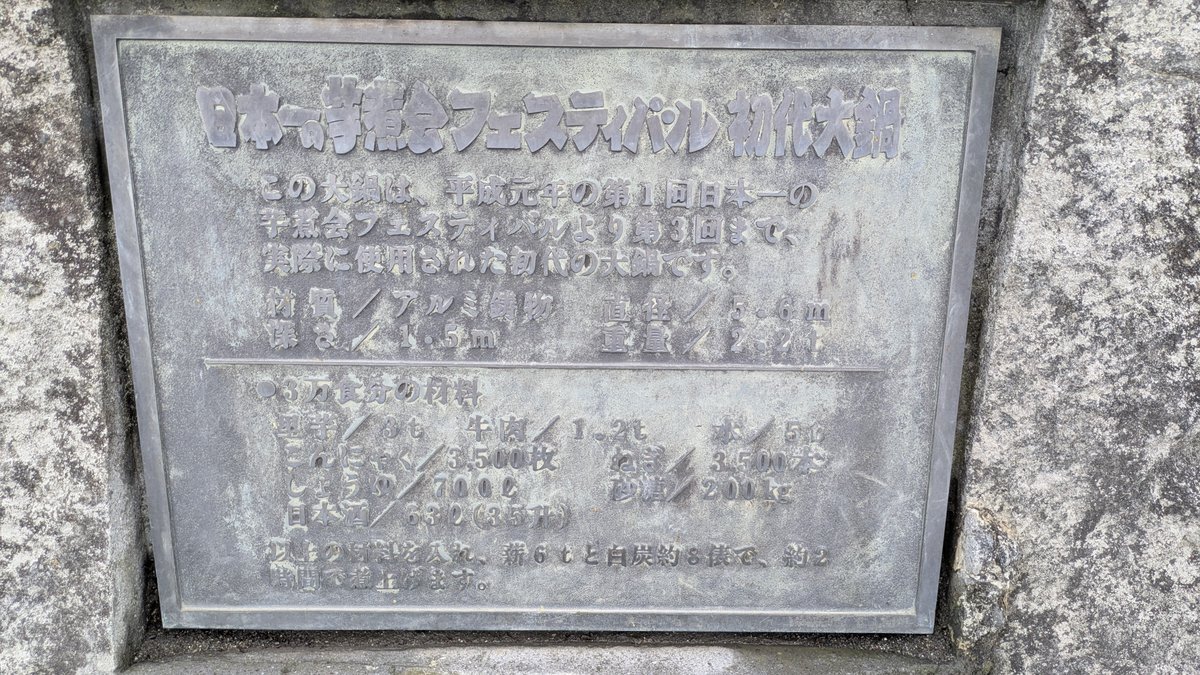 日本一の芋煮会フェスティバル 初代大鍋
この大鍋は、平成元年の第1回日本一の
芋煮会フェスティバルより第3回まで、
実際に使用された初代の大鍋です。
材質／アルミ鋳物 直径／5.6m
深さ／1.5m 重量／2.2t
●3万食分の材料
里芋／3t 牛肉／1.2t 水／5t
こんにゃく／3,500枚 ねぎ／3,500本
しょうゆ／700ℓ 砂糖／200kg
日本酒／63ℓ(35升)
以上の材料を入れ、薪6tと白炭約8俵で、約2
時間で煮上げます。